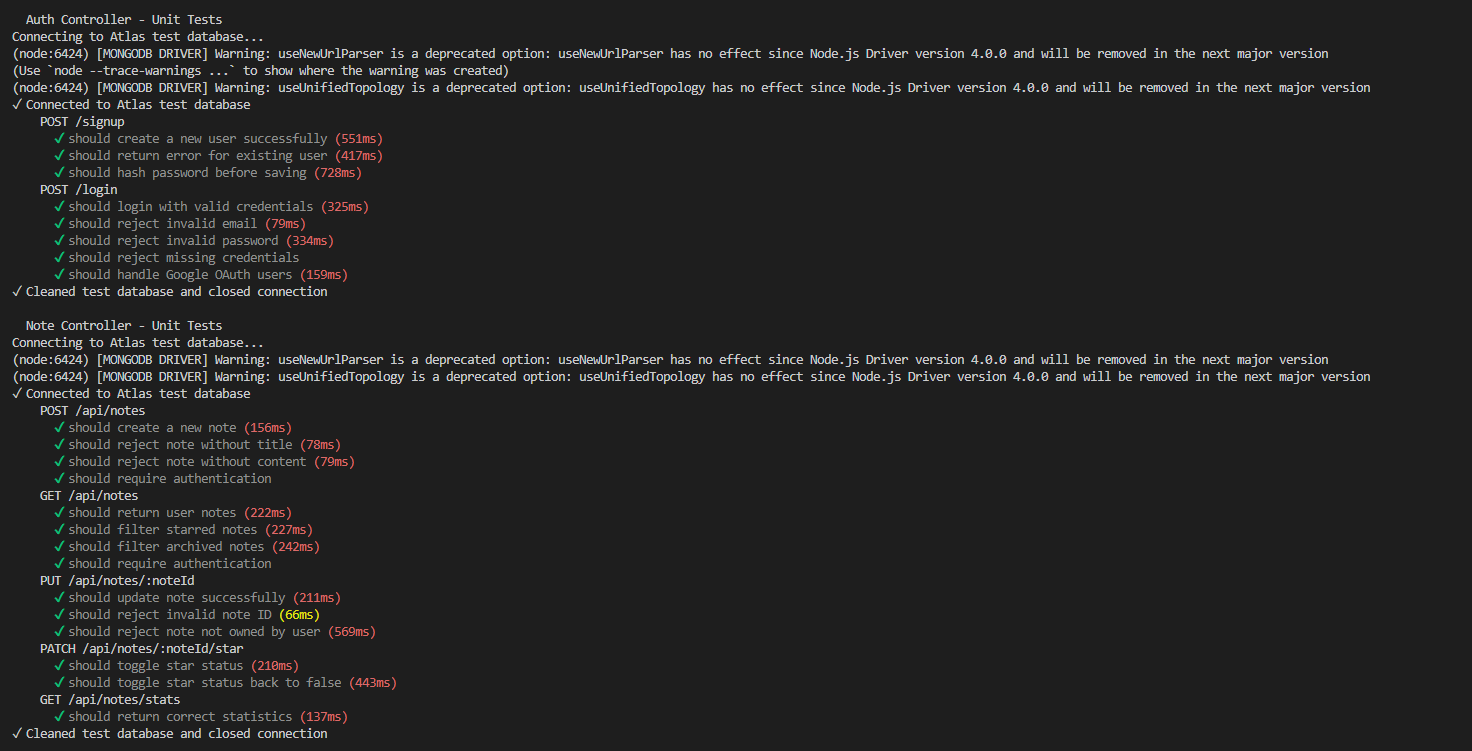 Auth Controller - Unit Tests
Connecting to Atlas test database...
(node:6424) [MONGODB DRIVER] Warning: useNewUrlParser is a deprecated option: useNewUrlParser has no effect since Node.js Driver version 4.0.0 and will be removed in the next major version
(Use `node --trace-warnings ...` to show where the warning was created)
(node:6424) [MONGODB DRIVER] Warning: useUnifiedTopology is a deprecated option: useUnifiedTopology has no effect since Node.js Driver version 4.0.0 and will be removed in the next major version
✓ Connected to Atlas test database
POST /signup
✓ should create a new user successfully (551ms)
✓ should return error for existing user (417ms)
✓ should hash password before saving (728ms)
POST /login
✓ should login with valid credentials (325ms)
✓ should reject invalid email (79ms)
✓ should reject invalid password (334ms)
✓ should reject missing credentials
✓ should handle Google OAuth users (159ms)
✓ Cleaned test database and closed connection
Note Controller - Unit Tests
Connecting to Atlas test database...
(node:6424) [MONGODB DRIVER] Warning: useNewUrlParser is a deprecated option: useNewUrlParser has no effect since Node.js Driver version 4.0.0 and will be removed in the next major version
(node:6424) [MONGODB DRIVER] Warning: useUnifiedTopology is a deprecated option: useUnifiedTopology has no effect since Node.js Driver version 4.0.0 and will be removed in the next major version
✓ Connected to Atlas test database
POST /api/notes
✓ should create a new note (156ms)
✓ should reject note without title (78ms)
✓ should reject note without content (79ms)
✓ should require authentication
GET /api/notes
✓ should return user notes (222ms)
✓ should filter starred notes (227ms)
✓ should filter archived notes (242ms)
✓ should require authentication
PUT /api/notes/:noteId
✓ should update note successfully (211ms)
✓ should reject invalid note ID (66ms)
✓ should reject note not owned by user (569ms)
PATCH /api/notes/:noteId/star
✓ should toggle star status (210ms)
✓ should toggle star status back to false (443ms)
GET /api/notes/stats
✓ should return correct statistics (137ms)
✓ Cleaned test database and closed connection